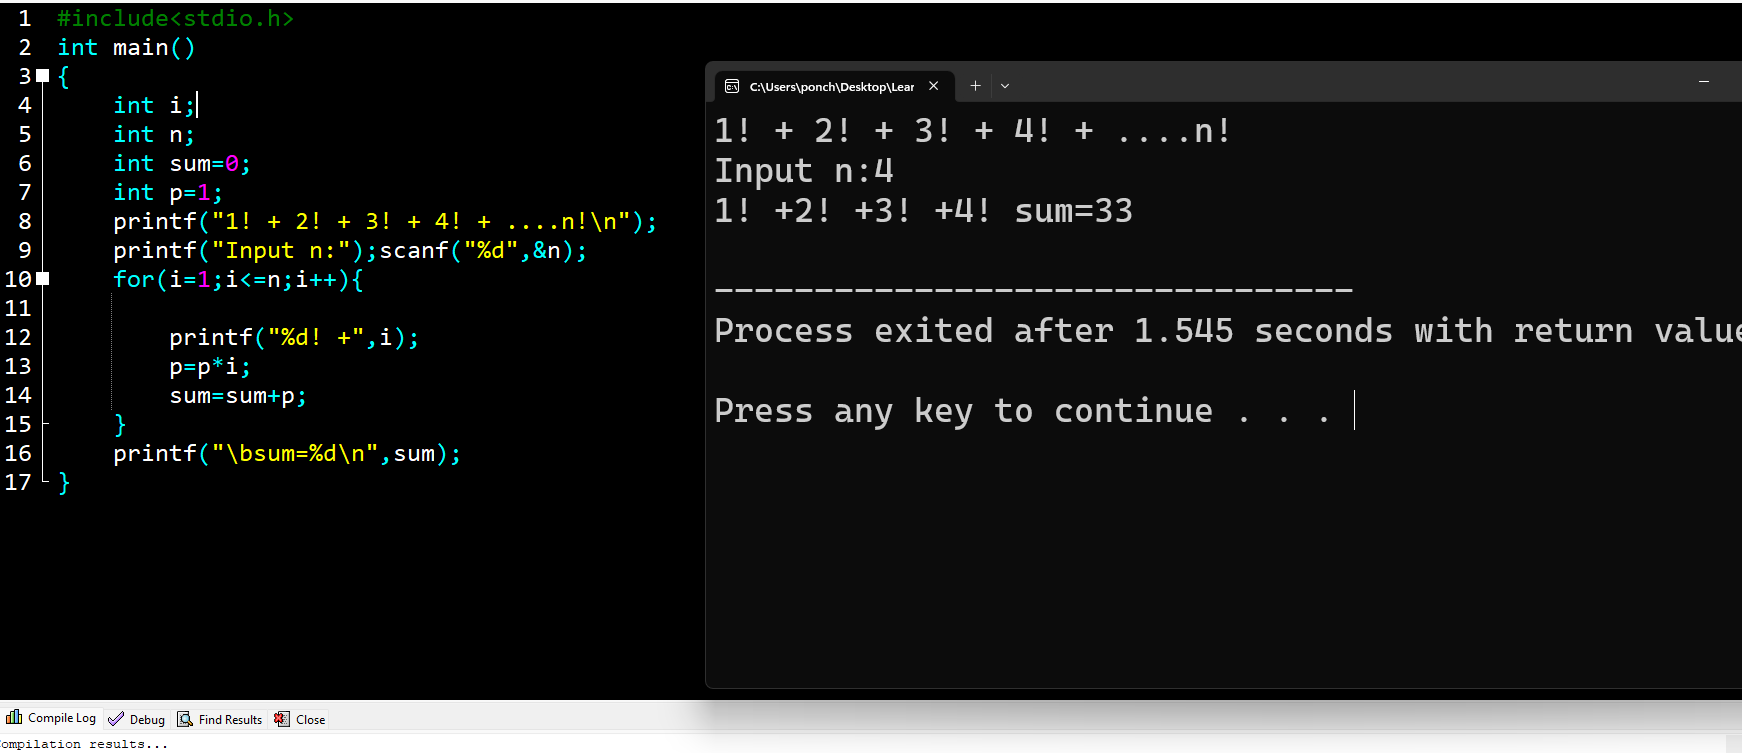 1 #include<stdio.h>
2 int main()
3 {
4 int i;
5 int n;
6 int sum=0;
7 int p=1;
8 printf("1! + 2! + 3! + 4! + ....n!\n");
9 printf("Input n:");scanf("%d",&n);
10 for(i=1;i<=n;i++){
11
12 printf("%d! +",i);
13 p=p*i;
14 sum=sum+p;
15 }
16 printf("\bsum=%d\n",sum);
17 }
C:\Users\ponch\Desktop\Lear
1! + 2! + 3! + 4! + ....n!
Input n:4
1! +2! +3! +4! sum=33
--------------------------------
Process exited after 1.545 seconds with return value
Press any key to continue . . .
Compile Log Debug Find Results Close
ompilation results...